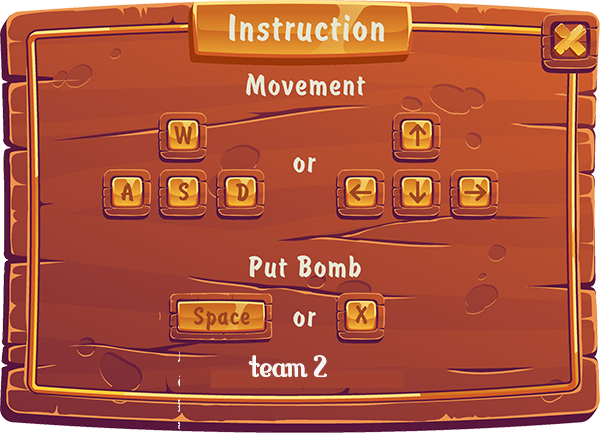 Instruction
Movement
W
↑
or
A S D ← ↓ →
Put Bomb
Space or X
team 2